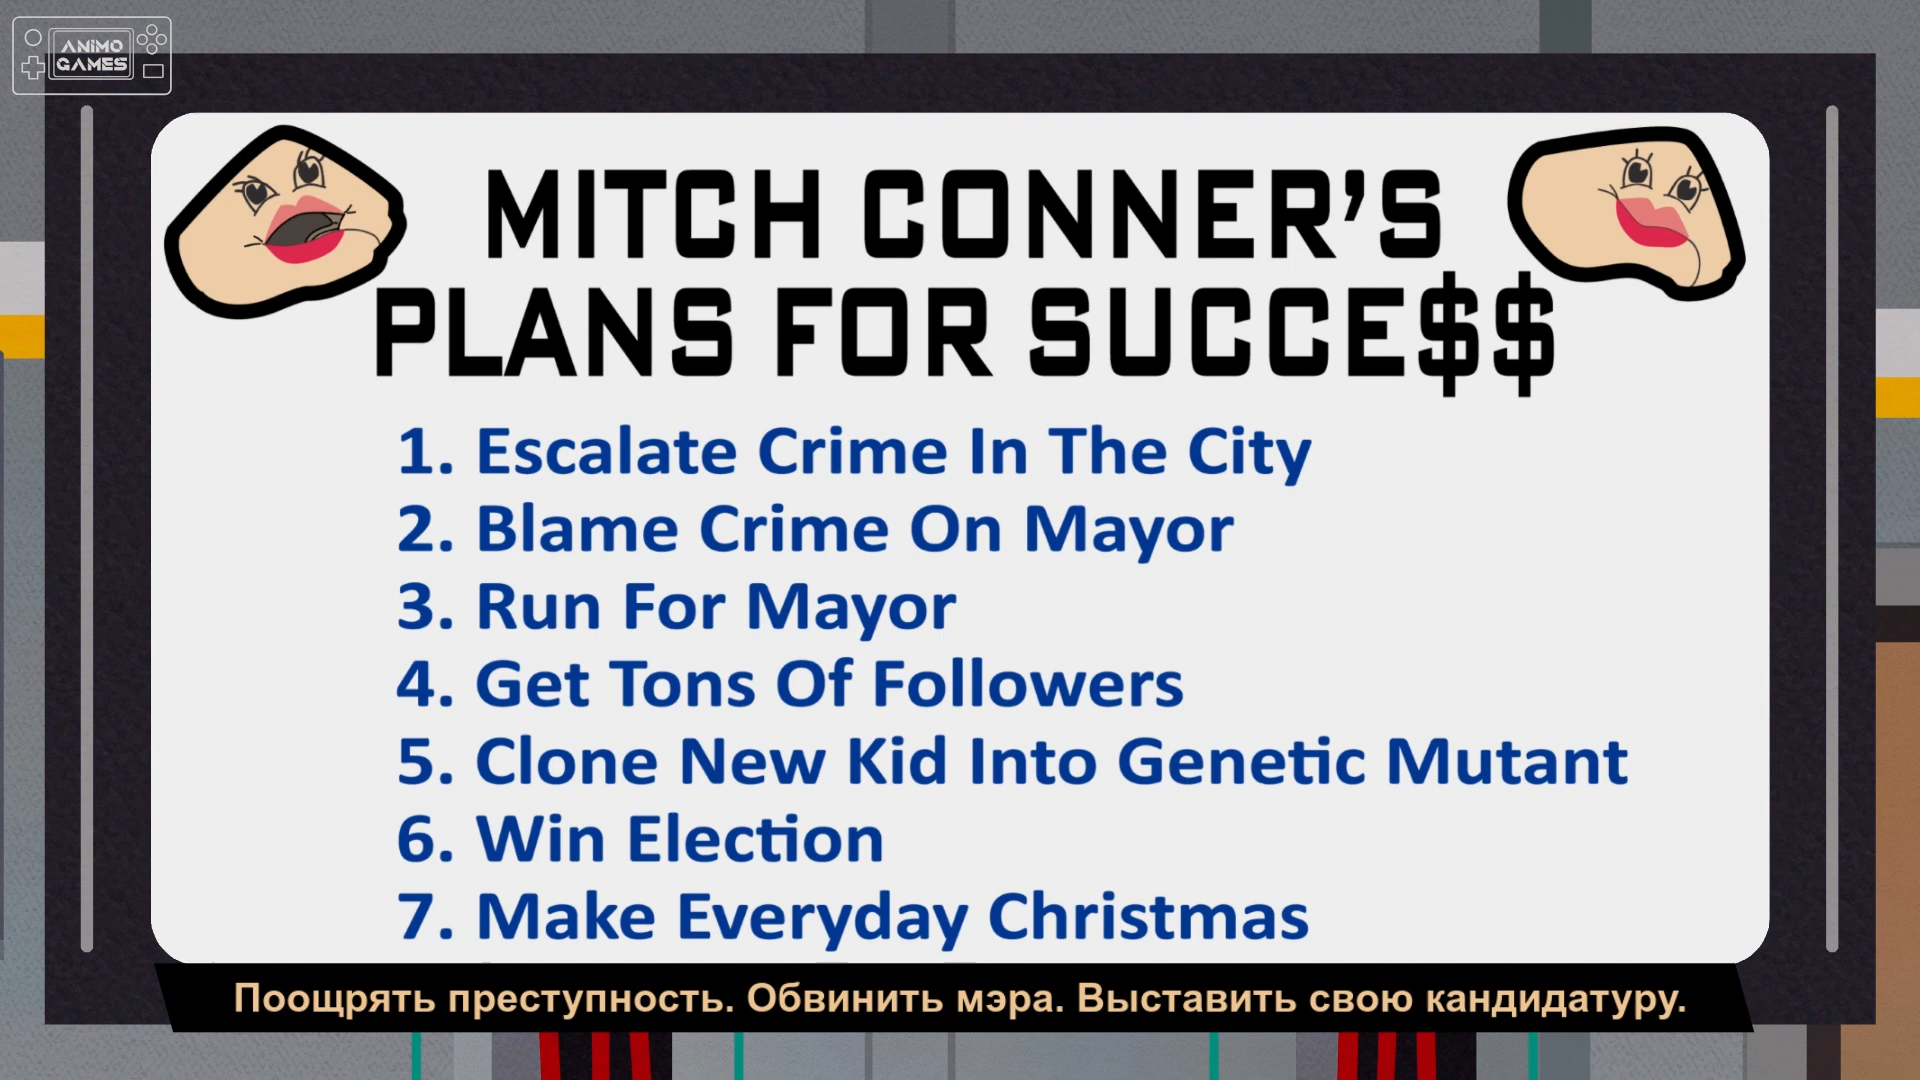 ANIMO
GAMES
MITCH CONNER'S
PLANS FOR SUCCE$$
1. Escalate Crime In The City
2. Blame Crime On Mayor
3. Run For Mayor
4. Get Tons Of Followers
5. Clone New Kid Into Genetic Mutant
6. Win Election
7. Make Everyday Christmas
Поощрять преступность. Обвинить мэра. Выставить свою кандидатуру.